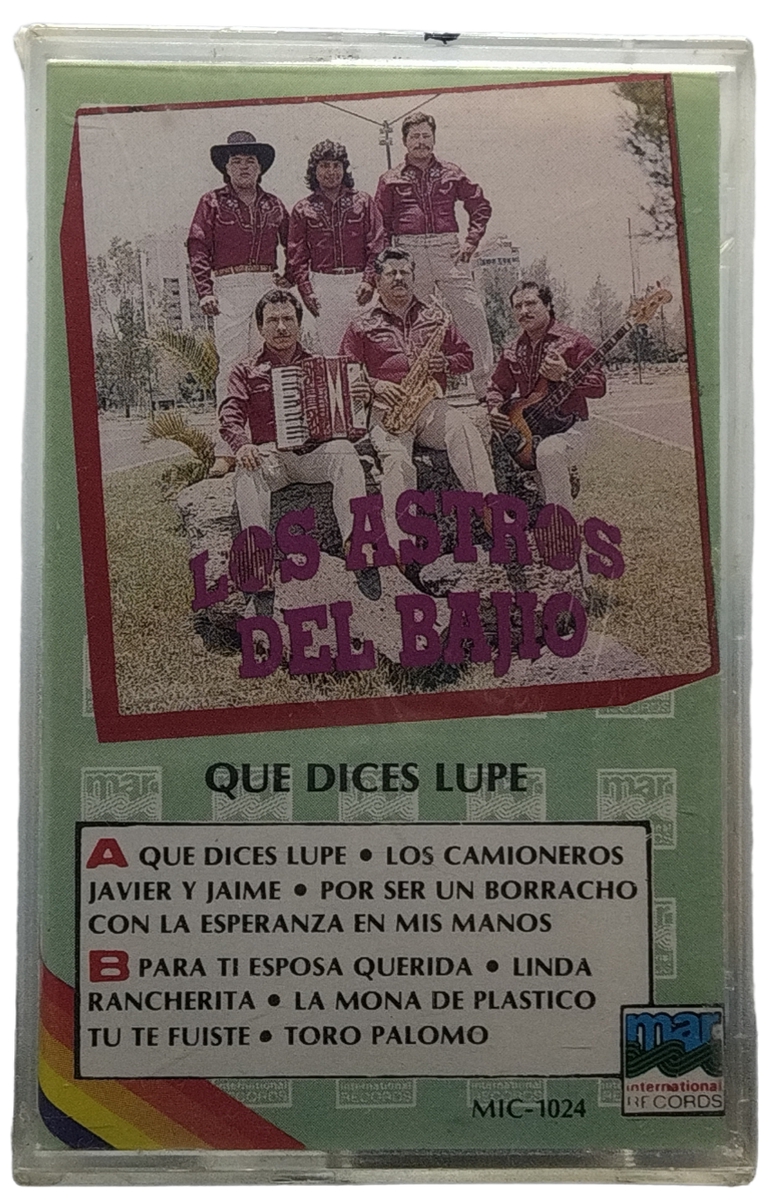 LOS ASTROS
DEL BAJIO
QUE DICES LUPE
A QUE DICES LUPE • LOS CAMIONEROS
JAVIER Y JAIME • POR SER UN BORRACHO
CON LA ESPERANZA EN MIS MANOS
B PARA TI ESPOSA QUERIDA • LINDA
RANCHERITA • LA MONA DE PLASTICO
TU TE FUISTE • TORO PALOMO
mar
international
RECORDS
MIC-1024